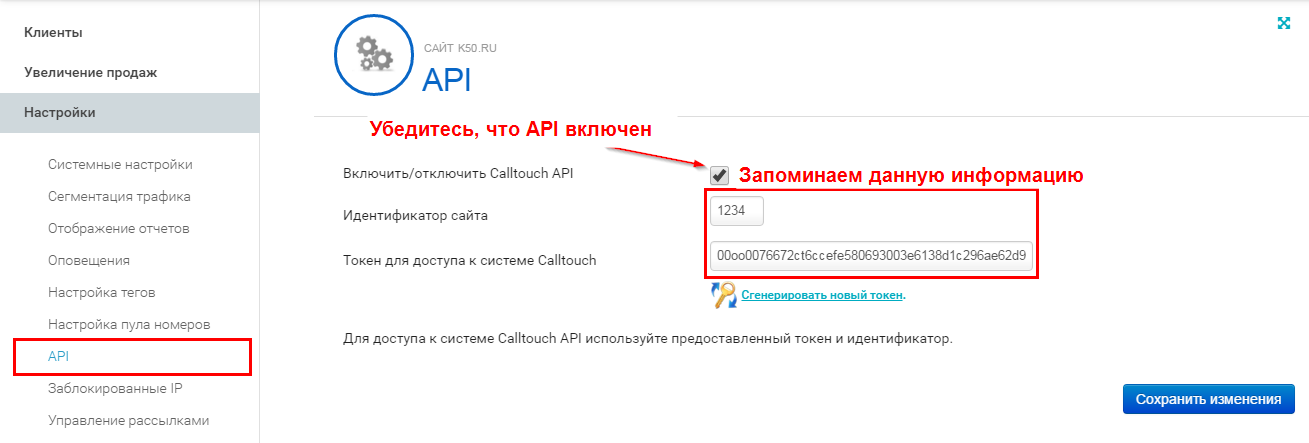 Клиенты
Увеличение продаж
Настройки
Системные настройки
Сегментация трафика
Отображение отчетов
Оповещения
Настройка тегов
Настройка пула номеров
API
Заблокированные IP
Управление рассылками
САЙТ K50.RU
API
Убедитесь, что API включен
Включить/отключить Calltouch API
Запоминаем данную информацию
Идентификатор сайта
1234
Токен для доступа к системе Calltouch
00oo0076672ct6ccefe580693003e6138d1c296ae62d9
Сгенерировать новый токен.
Для доступа к системе Calltouch API используйте предоставленный токен и идентификатор.
Сохранить изменения